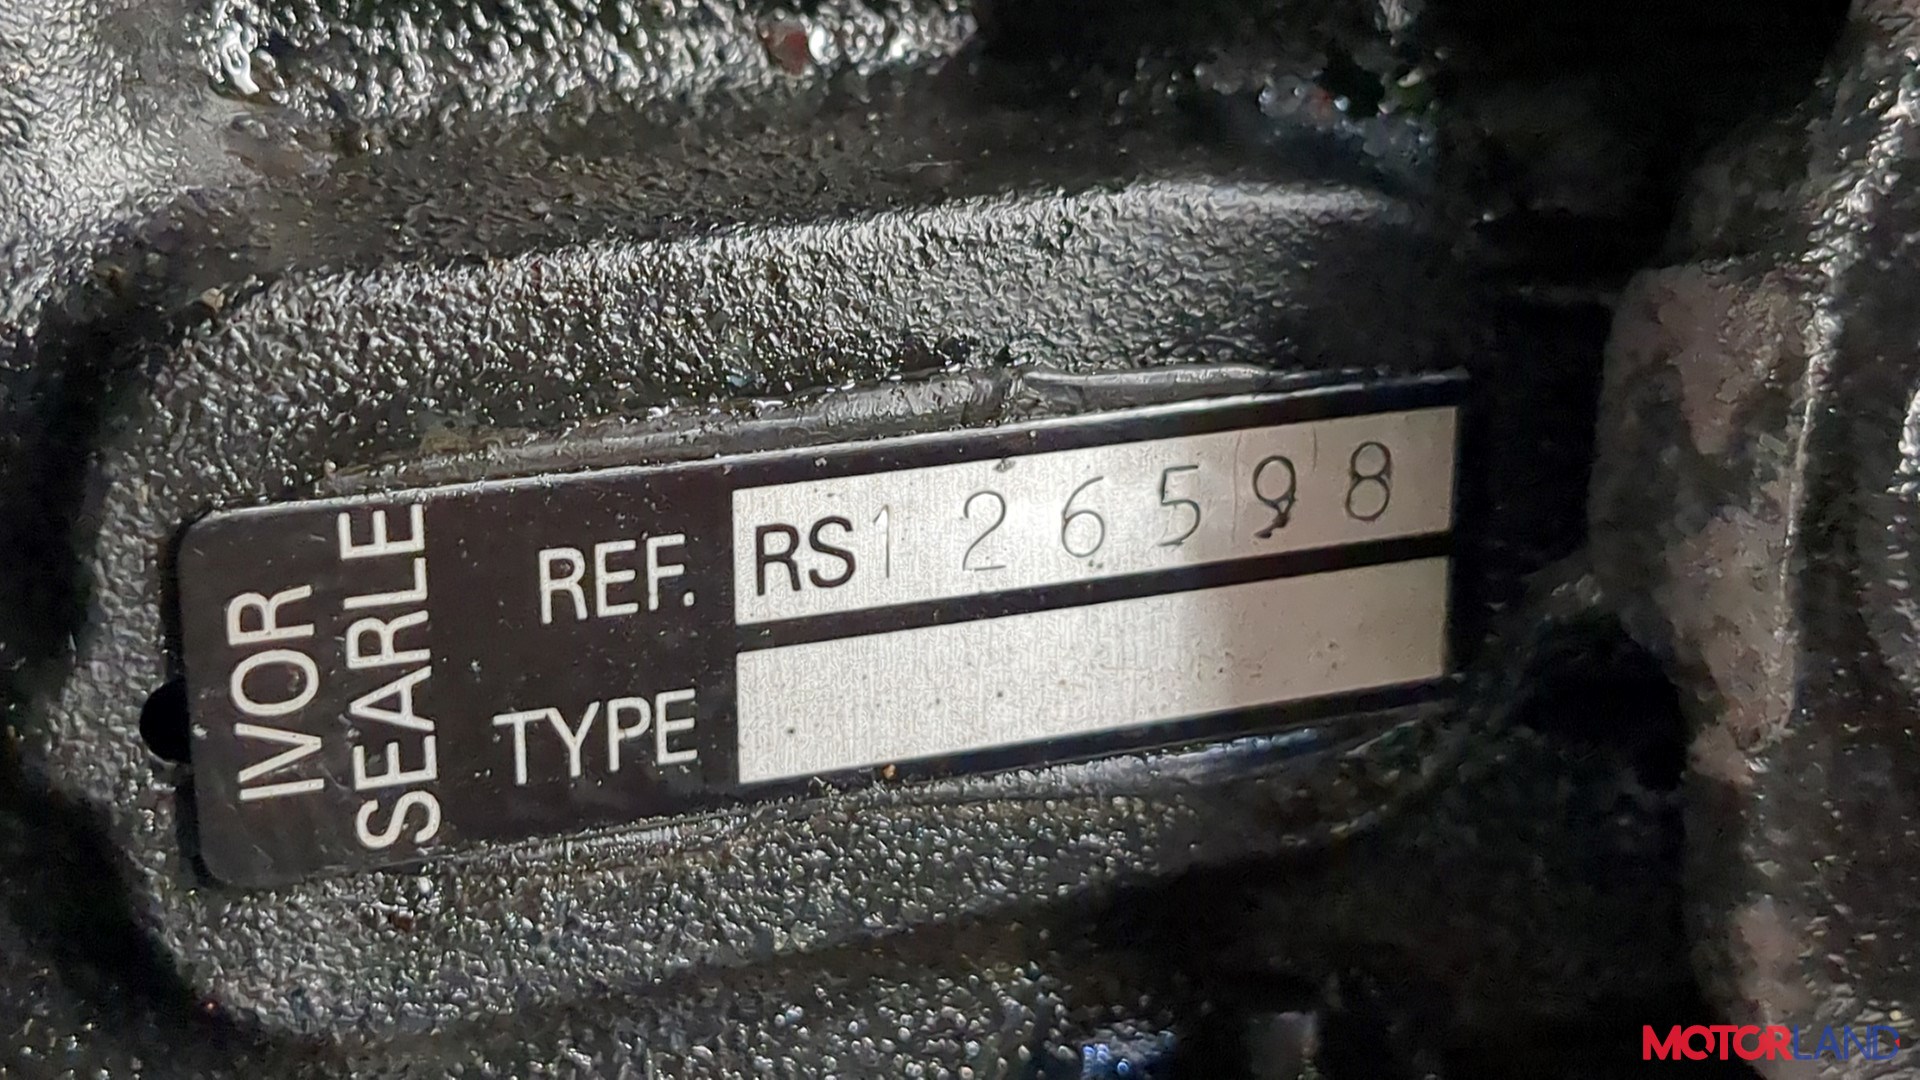 IVOR
SEARLE
REF. RS126598
TYPE
MOTORLAND